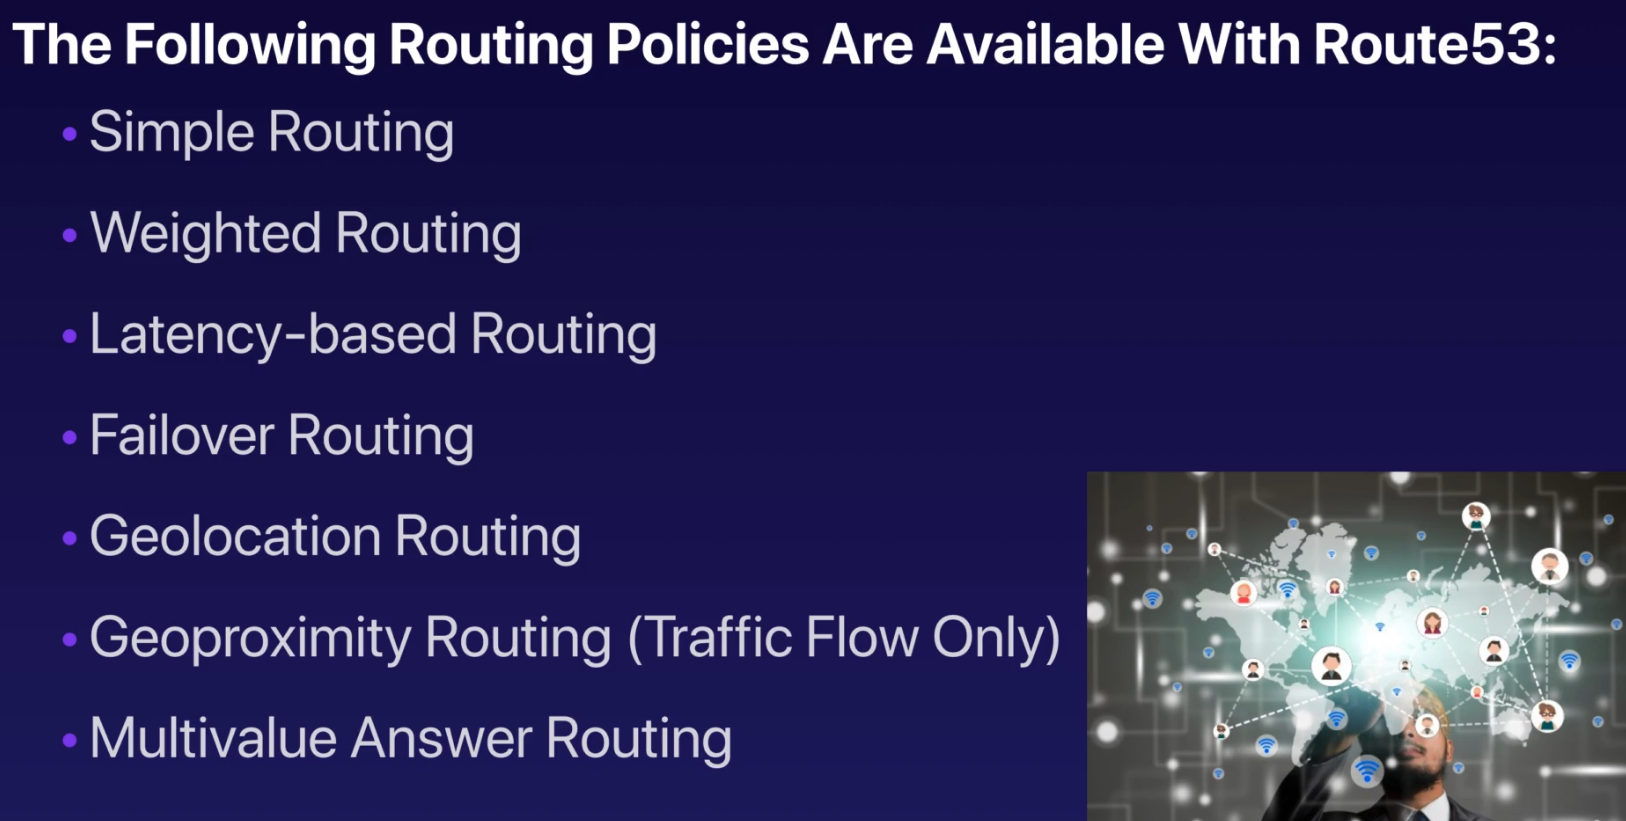 The Following Routing Policies Are Available With Route53:
• Simple Routing
• Weighted Routing
• Latency-based Routing
• Failover Routing
• Geolocation Routing
• Geoproximity Routing (Traffic Flow Only)
• Multivalue Answer Routing